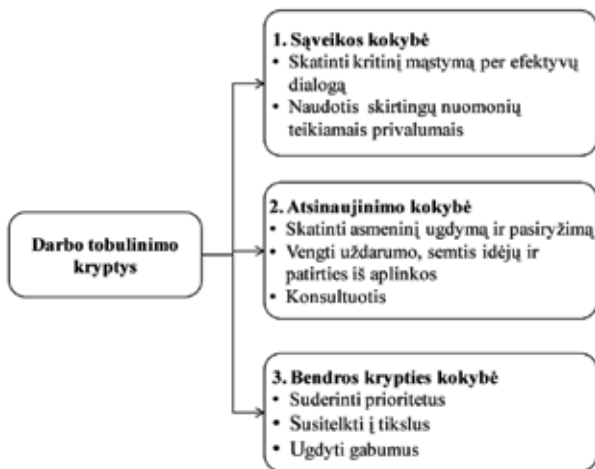 Darbo tobulinimo
kryptys
1. Sąveikos kokybė
• Skatinti kritinį mąstymą per efektyvų
dialogą
• Naudotis skirtingų nuomonių
teikiamais privalumais
2. Atsinaujinimo kokybė
• Skatinti asmeninį ugdymą ir pasiryžimą
• Vengti uždarumo, semtis idėjų ir
patirties iš aplinkos
• Konsultuotis
3. Bendros krypties kokybė
• Suderinti prioritetus
• Susitelkti į tikslus
• Ugdyti gabumus